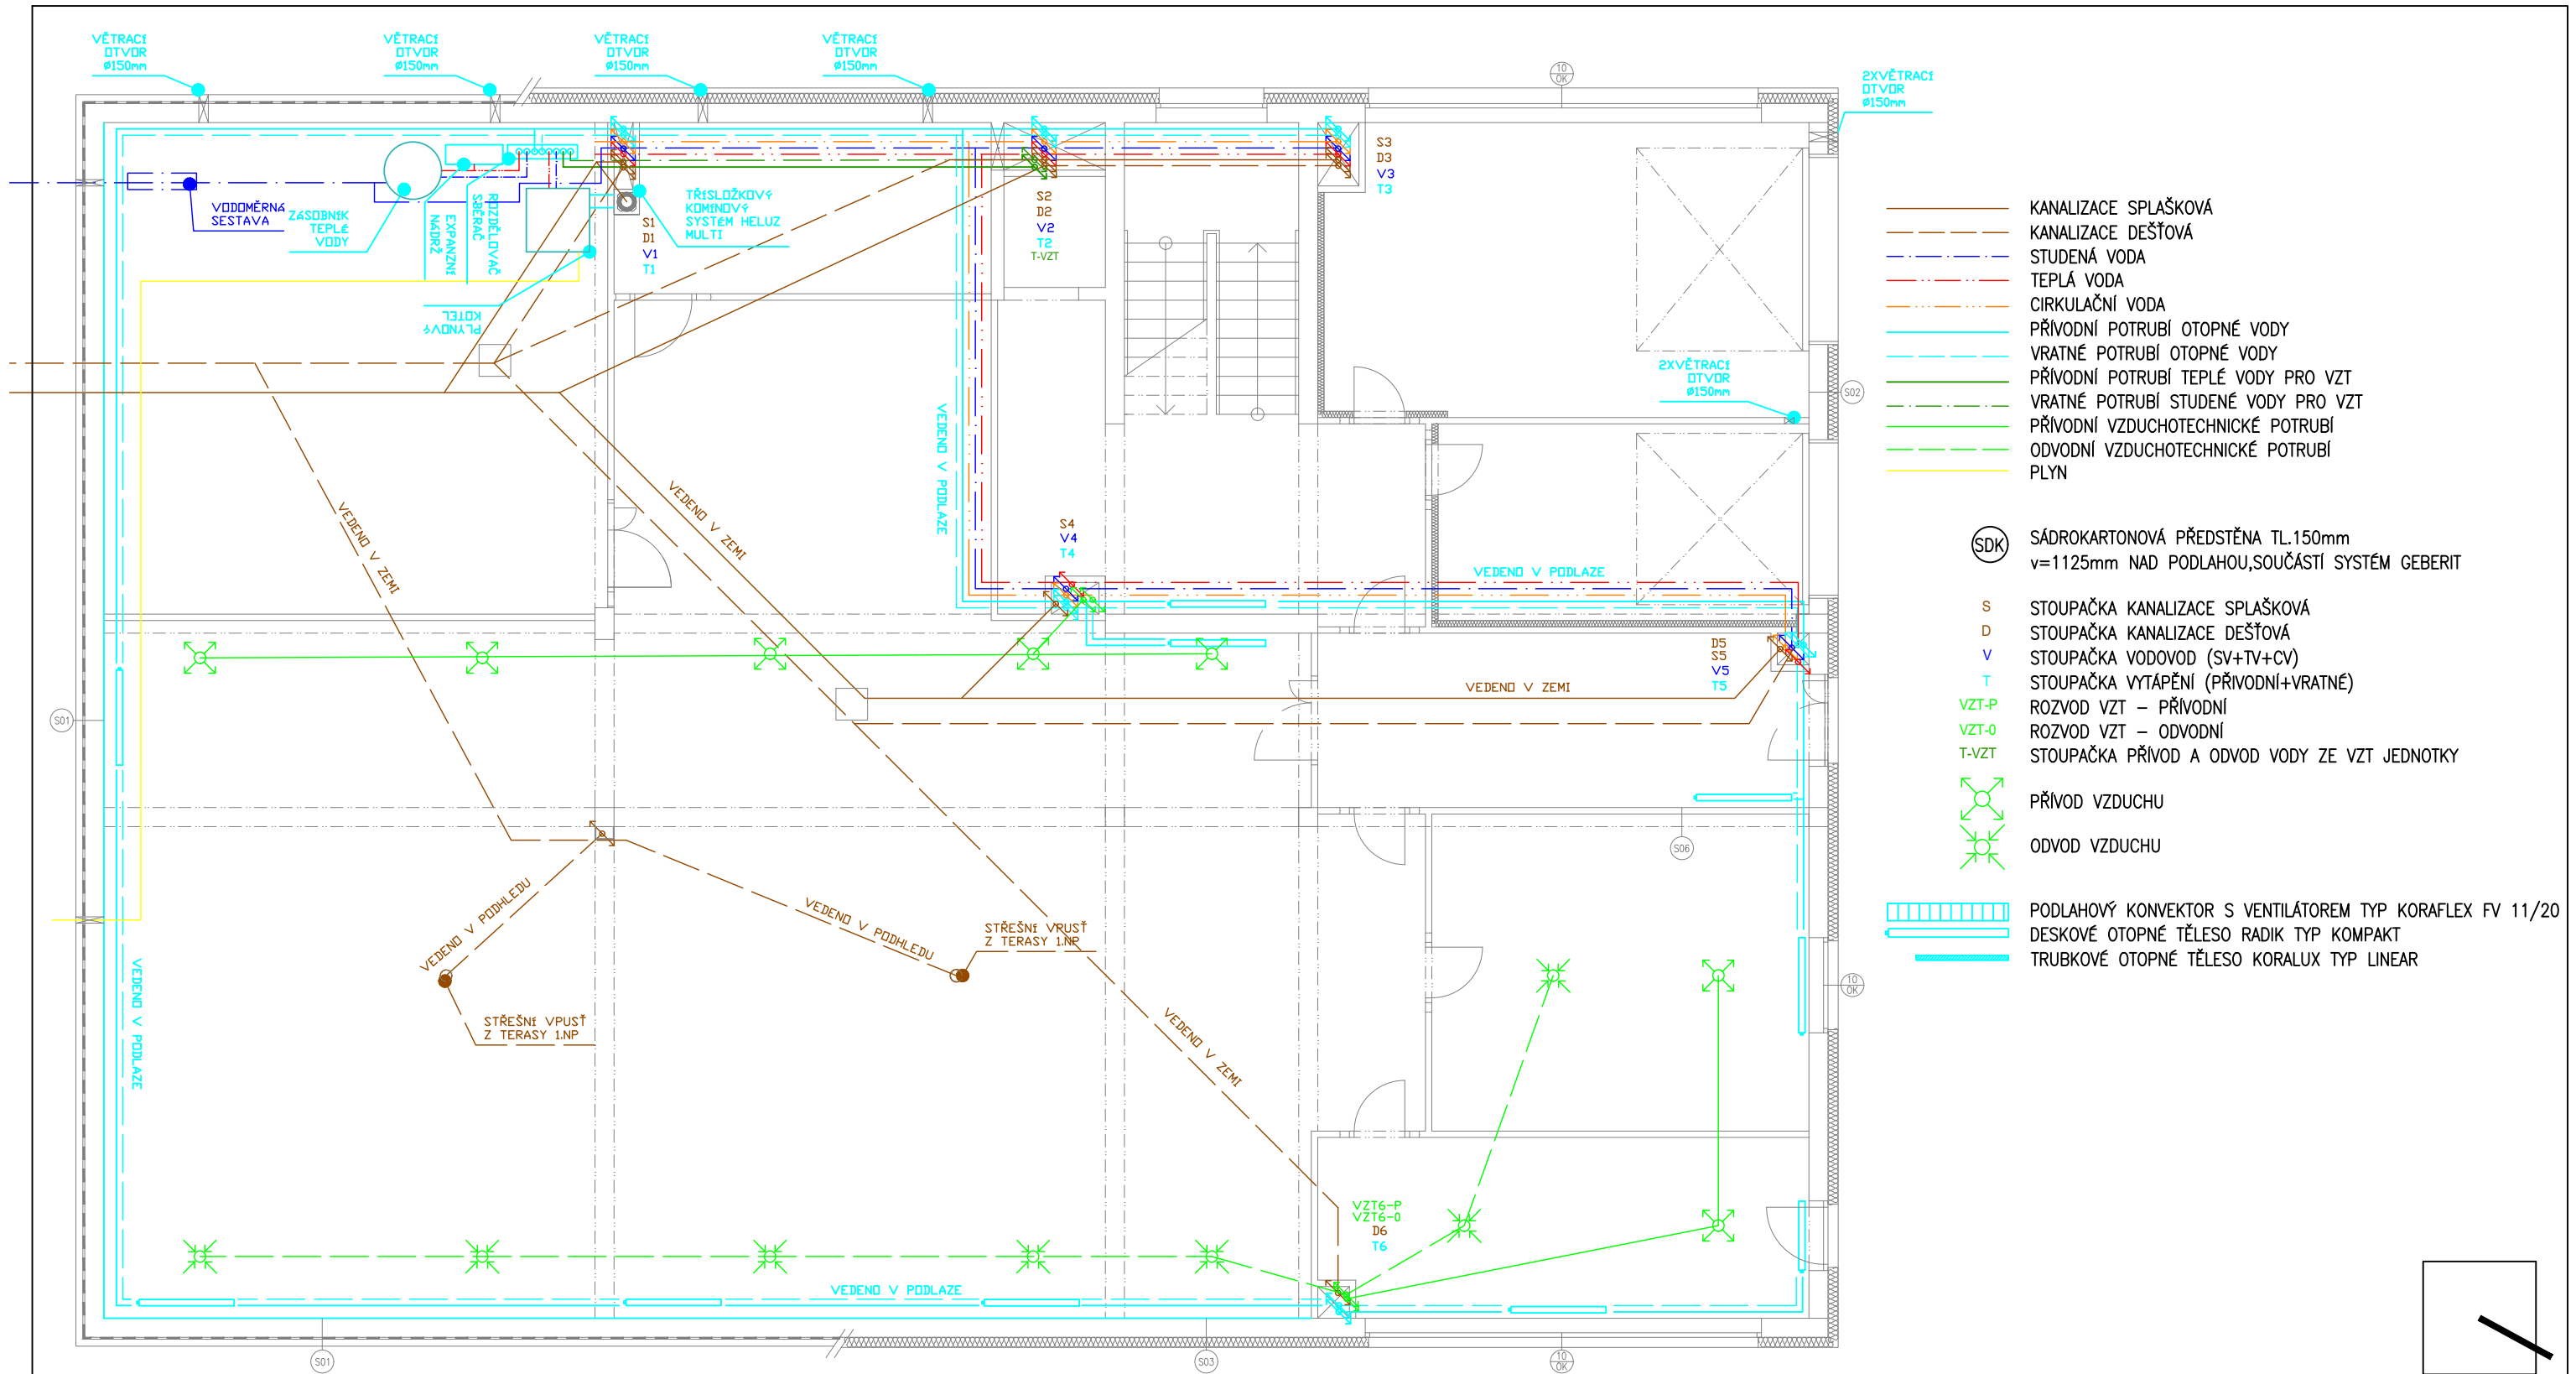 VĚTRACÍ
OTVOR
Ø150mm
VĚTRACÍ
OTVOR
Ø150mm
VĚTRACÍ
OTVOR
Ø150mm
VĚTRACÍ
OTVOR
Ø150mm
10
OK
2XVĚTRACÍ
OTVOR
Ø150mm
VODOMĚRNÁ
SESTAVA
ZÁSOBNÍK
TEPLÉ
VODY
EXPANZNÍ
NÁDRŽ
ROZDĚLOVAČ
SBĚRAČ
PLYNOVÝ
KOTEL
TŘÍSLOŽKOVÝ
KOMÍNOVÝ
SYSTÉM HELUZ
MULTI
S1
D1
V1
T1
S2
D2
V2
T2
T-VZT
S3
D3
V3
T3
2XVĚTRACÍ
OTVOR
Ø150mm
S02
VEDENO V PODLAZE
VEDENO V ZEMI
VEDENO V ZEMI
S4
V4
T4
VEDENO V PODLAZE
D5
S5
V5
T5
VEDENO V ZEMI
S01
S06
VEDENO V PODHLEDU
VEDENO V PODHLEDU
STŘEŠNÍ VPUSŤ
Z TERASY 1.NP
STŘEŠNÍ VPUSŤ
Z TERASY 1.NP
VEDENO V PODLAZE
VEDENO V ZEMI
10
OK
VZT6-P
VZT6-0
D6
T6
VEDENO V PODLAZE
S01
S03
10
OK
KANALIZACE SPLAŠKOVÁ
KANALIZACE DEŠŤOVÁ
STUDENÁ VODA
TEPLÁ VODA
CIRKULAČNÍ VODA
PŘÍVODNÍ POTRUBÍ OTOPNÉ VODY
VRATNÉ POTRUBÍ OTOPNÉ VODY
PŘÍVODNÍ POTRUBÍ TEPLÉ VODY PRO VZT
VRATNÉ POTRUBÍ STUDENÉ VODY PRO VZT
PŘÍVODNÍ VZDUCHOTECHNICKÉ POTRUBÍ
ODVODNÍ VZDUCHOTECHNICKÉ POTRUBÍ
PLYN
SDK SÁDROKARTONOVÁ PŘEDSTĚNA TL.150mm
v=1125mm NAD PODLAHOU,SOUČÁSTÍ SYSTÉM GEBERIT
S STOUPAČKA KANALIZACE SPLAŠKOVÁ
D STOUPAČKA KANALIZACE DEŠŤOVÁ
V STOUPAČKA VODOVOD (SV+TV+CV)
T STOUPAČKA VYTÁPĚNÍ (PŘIVODNÍ+VRATNÉ)
VZT-P ROZVOD VZT – PŘÍVODNÍ
VZT-0 ROZVOD VZT – ODVODNÍ
T-VZT STOUPAČKA PŘÍVOD A ODVOD VODY ZE VZT JEDNOTKY
PŘÍVOD VZDUCHU
ODVOD VZDUCHU
PODLAHOVÝ KONVEKTOR S VENTILÁTOREM TYP KORAFLEX FV 11/20
DESKOVÉ OTOPNÉ TĚLESO RADIK TYP KOMPAKT
TRUBKOVÉ OTOPNÉ TĚLESO KORALUX TYP LINEAR